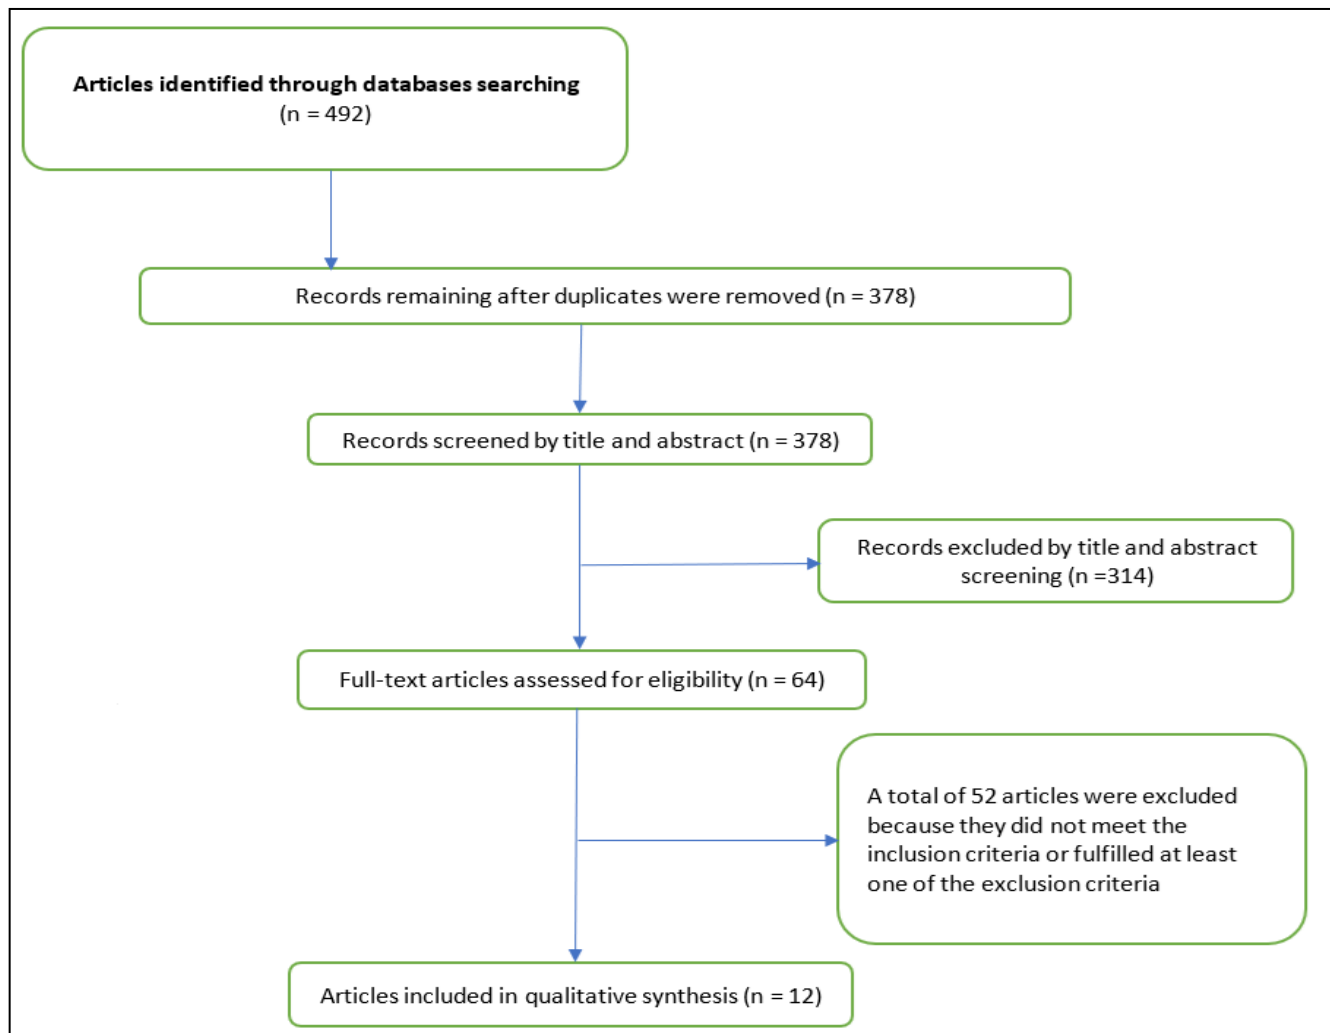 Articles identified through databases searching
(n = 492)
Records remaining after duplicates were removed (n = 378)
Records screened by title and abstract (n = 378)
Records excluded by title and abstract
screening (n =314)
Full-text articles assessed for eligibility (n = 64)
A total of 52 articles were excluded
because they did not meet the
inclusion criteria or fulfilled at least
one of the exclusion criteria
Articles included in qualitative synthesis (n = 12)